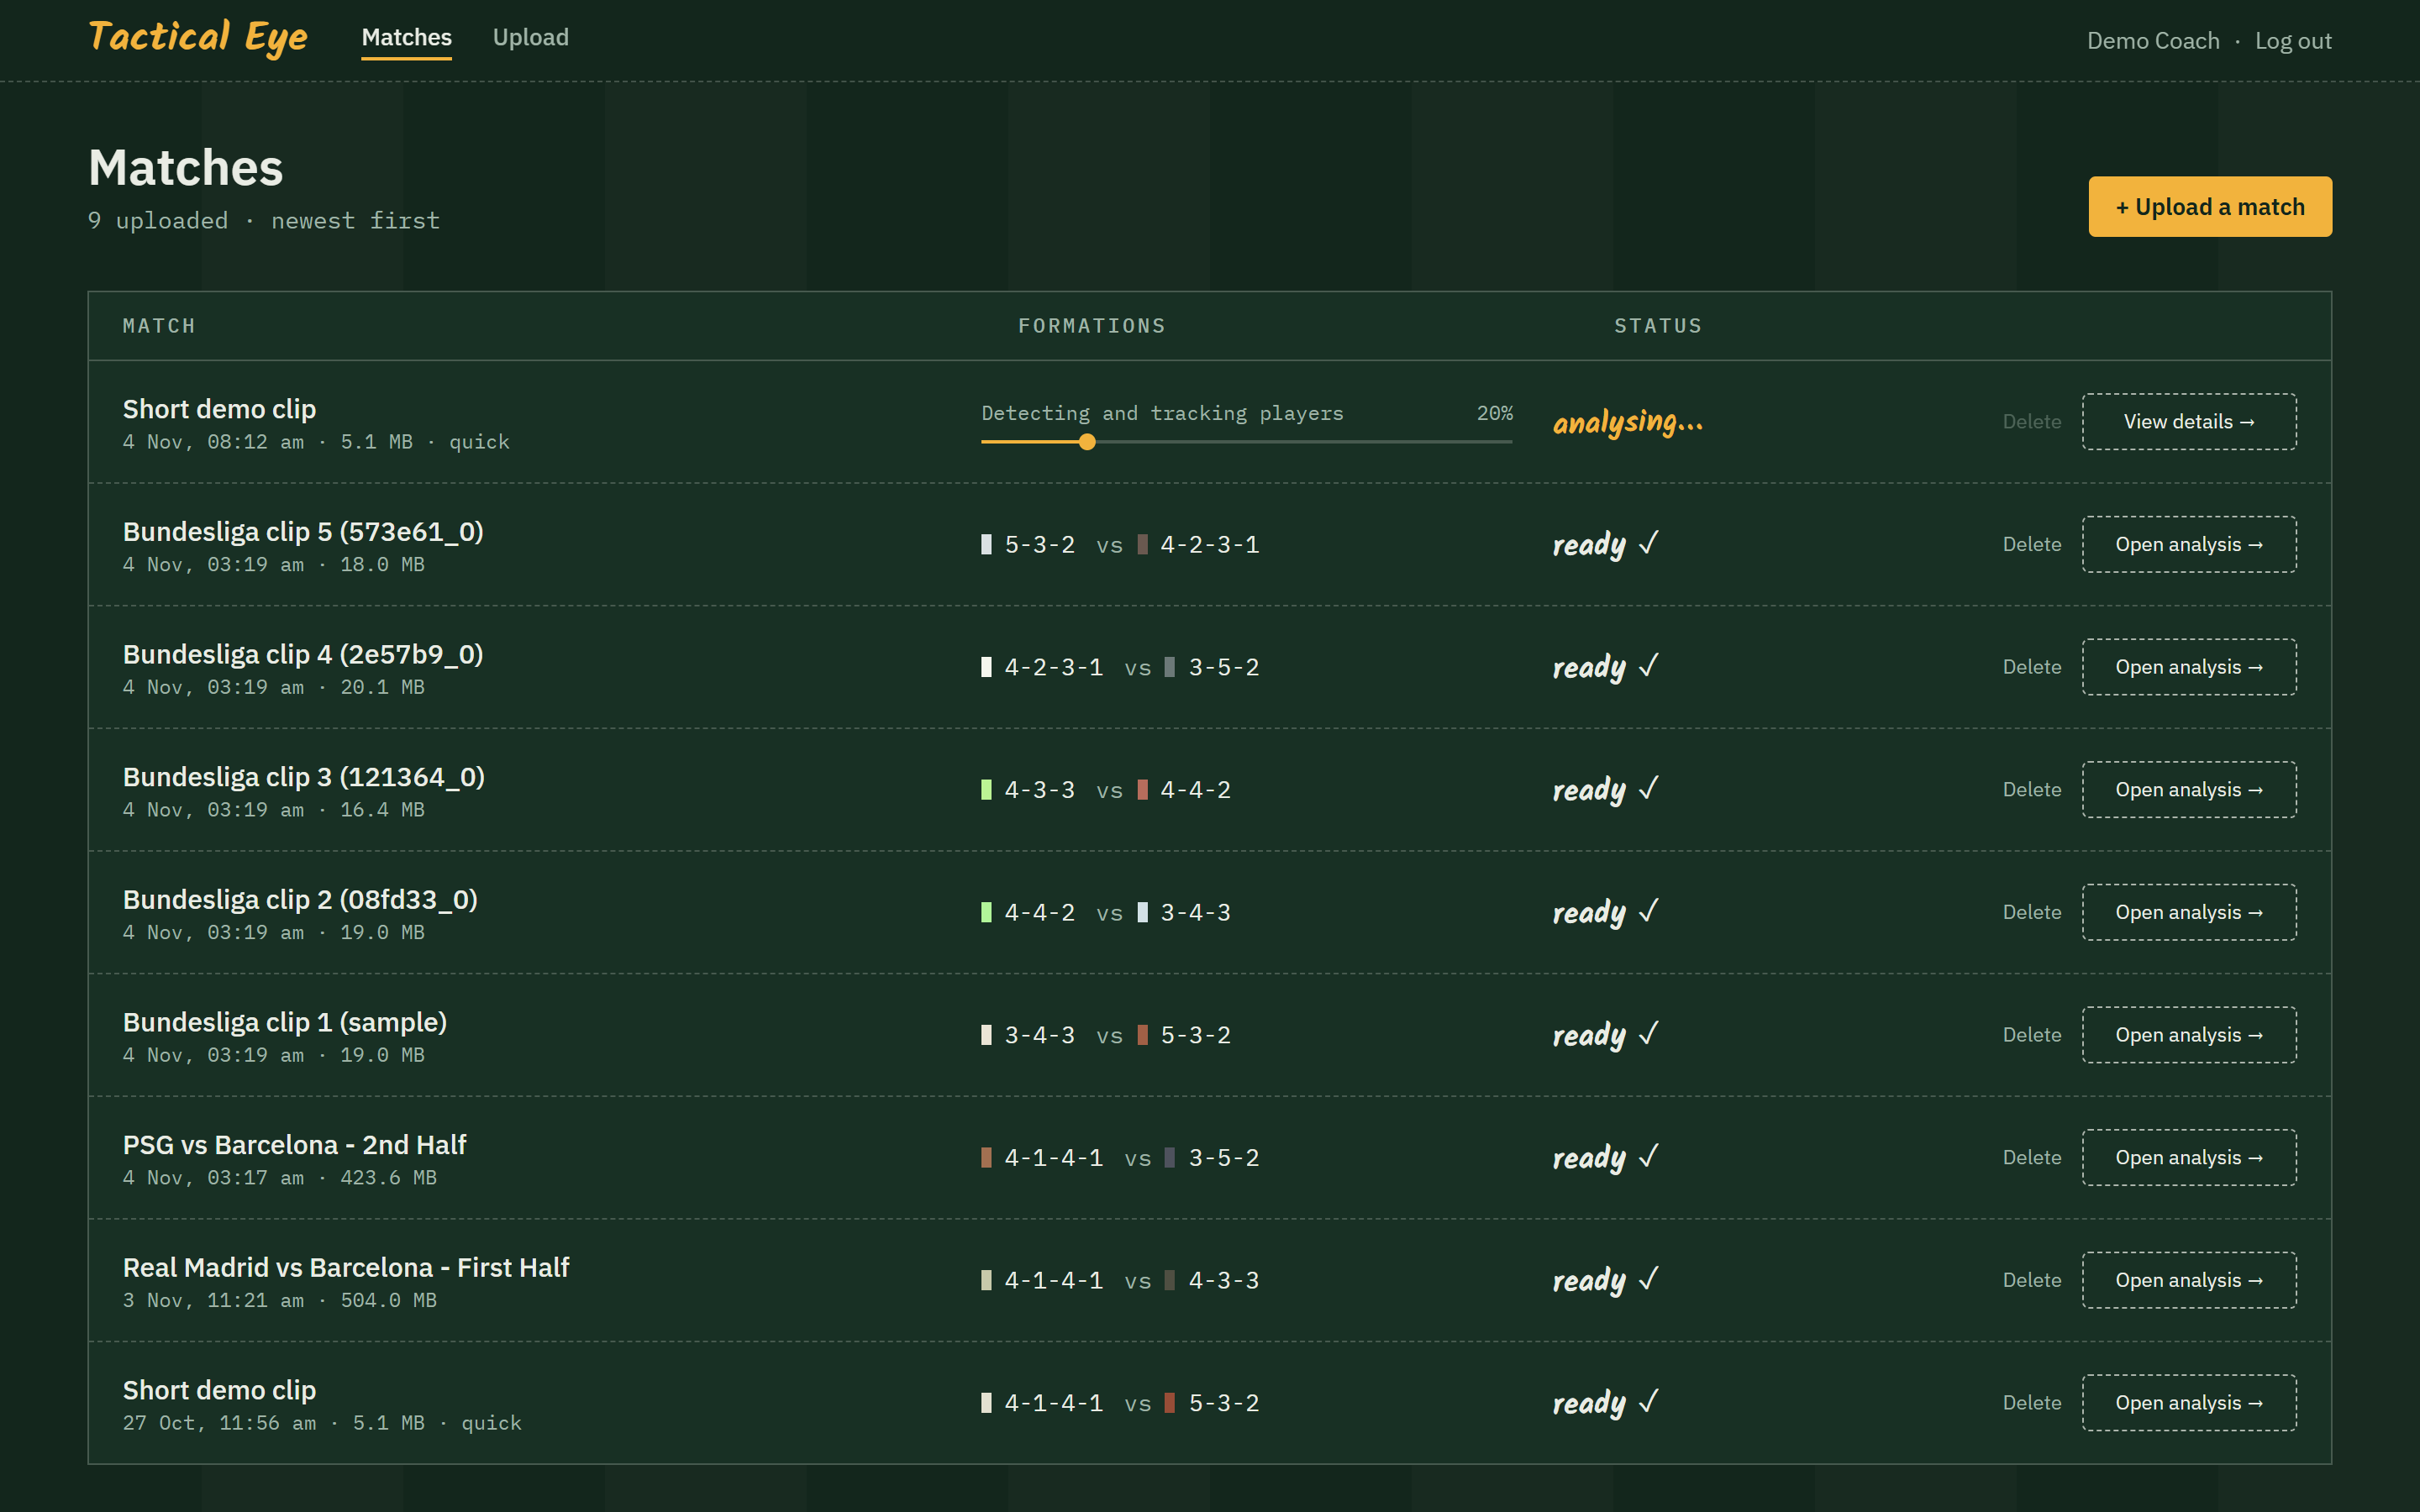 Tactical Eye Matches Upload Demo Coach · Log out
Matches
9 uploaded · newest first
+ Upload a match
MATCH FORMATIONS STATUS
Short demo clip
4 Nov, 08:12 am · 5.1 MB · quick
Detecting and tracking players 20%
analysing...
Delete View details →
Bundesliga clip 5 (573e61_0)
4 Nov, 03:19 am · 18.0 MB
5-3-2 vs 4-2-3-1
ready ✓
Delete Open analysis →
Bundesliga clip 4 (2e57b9_0)
4 Nov, 03:19 am · 20.1 MB
4-2-3-1 vs 3-5-2
ready ✓
Delete Open analysis →
Bundesliga clip 3 (121364_0)
4 Nov, 03:19 am · 16.4 MB
4-3-3 vs 4-4-2
ready ✓
Delete Open analysis →
Bundesliga clip 2 (08fd33_0)
4 Nov, 03:19 am · 19.0 MB
4-4-2 vs 3-4-3
ready ✓
Delete Open analysis →
Bundesliga clip 1 (sample)
4 Nov, 03:19 am · 19.0 MB
3-4-3 vs 5-3-2
ready ✓
Delete Open analysis →
PSG vs Barcelona - 2nd Half
4 Nov, 03:17 am · 423.6 MB
4-1-4-1 vs 3-5-2
ready ✓
Delete Open analysis →
Real Madrid vs Barcelona - First Half
3 Nov, 11:21 am · 504.0 MB
4-1-4-1 vs 4-3-3
ready ✓
Delete Open analysis →
Short demo clip
27 Oct, 11:56 am · 5.1 MB · quick
4-1-4-1 vs 5-3-2
ready ✓
Delete Open analysis →